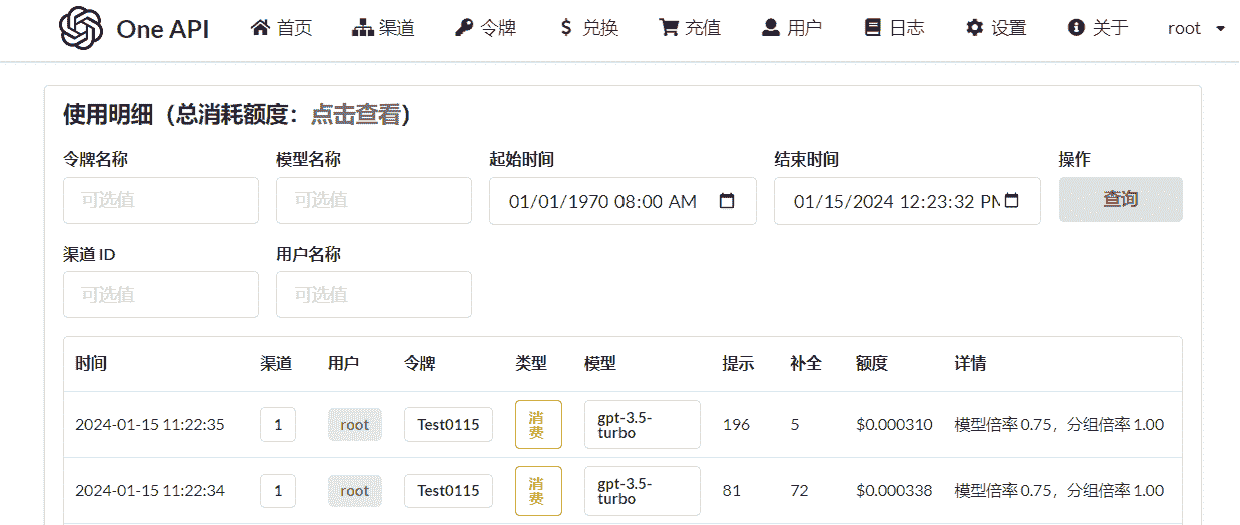 One API 首页 渠道 令牌 兑换 充值 用户 日志 设置 关于 root
使用明细（总消耗额度：点击查看）
令牌名称 模型名称 起始时间 结束时间 操作
可选值 可选值 01/01/1970 08:00 AM 01/15/2024 12:23:32 PM 查询
渠道 ID 用户名称
可选值 可选值
时间 渠道 用户 令牌 类型 模型 提示 补全 额度 详情
2024-01-15 11:22:35 1 root Test0115 消费 gpt-3.5-turbo 196 5 $0.000310 模型倍率 0.75，分组倍率 1.00
2024-01-15 11:22:34 1 root Test0115 消费 gpt-3.5-turbo 81 72 $0.000338 模型倍率 0.75，分组倍率 1.00